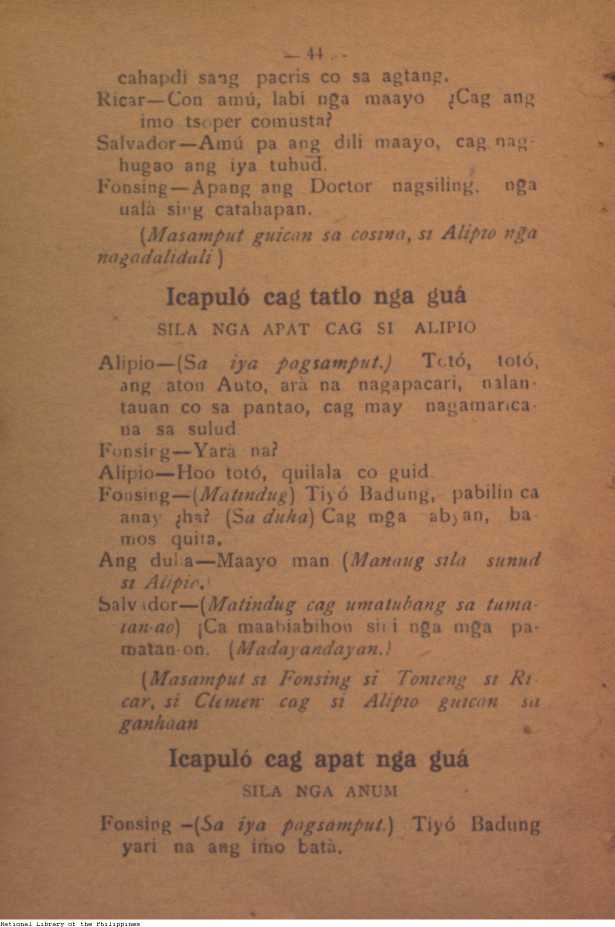 — 44 —
cahapdi sang pacris co sa agtang.
Ricar—Con amú, labi nga maayo ¿Cag ang
imo tsoper comusta?
Salvador—Amú pa ang dili maayo, cag nag-
hugao ang iya tuhud.
Fonsing—Apang ang Doctor nagsiling, nga
ualà sing catahapan.
(Masamput guican sa cosina, si Alipio nga
nagadalidali)
Icapuló cag tatlo nga guá
SILA NGA APAT CAG SI ALIPIO
Alipio—(Sa iya pagsamput.) Totó, totó,
ang aton Auto, arà na nagapacari, nalan-
tauan co sa pantao, cag may nagamarica-
na sa sulud
Fonsing—Yarà na?
Alipio—Hoo totó, quilala co guid.
Fonsing—(Matindug) Tiyó Badung, pabilin ca
anay ¿ha? (Sa duha) Cag mga abyan, ba-
mos quita.
Ang duha—Maayo man (Manaug sila sunud
si Alipio.)
Salvador—(Matindug cag umatubang sa tuma-
tan-ao) ¡Ca maabiabihon sini nga mga pa-
matan-on. (Madayandayan.)
(Masamput si Fonsing si Tonieng si Ri-
car, si Clemen cag si Alipio guican sa
ganhaan
Icapuló cag apat nga guá
SILA NGA ANUM
Fonsing —(Sa iya pagsamput.) Tiyó Badung
yari na ang imo batà.
National Library of the Philippines